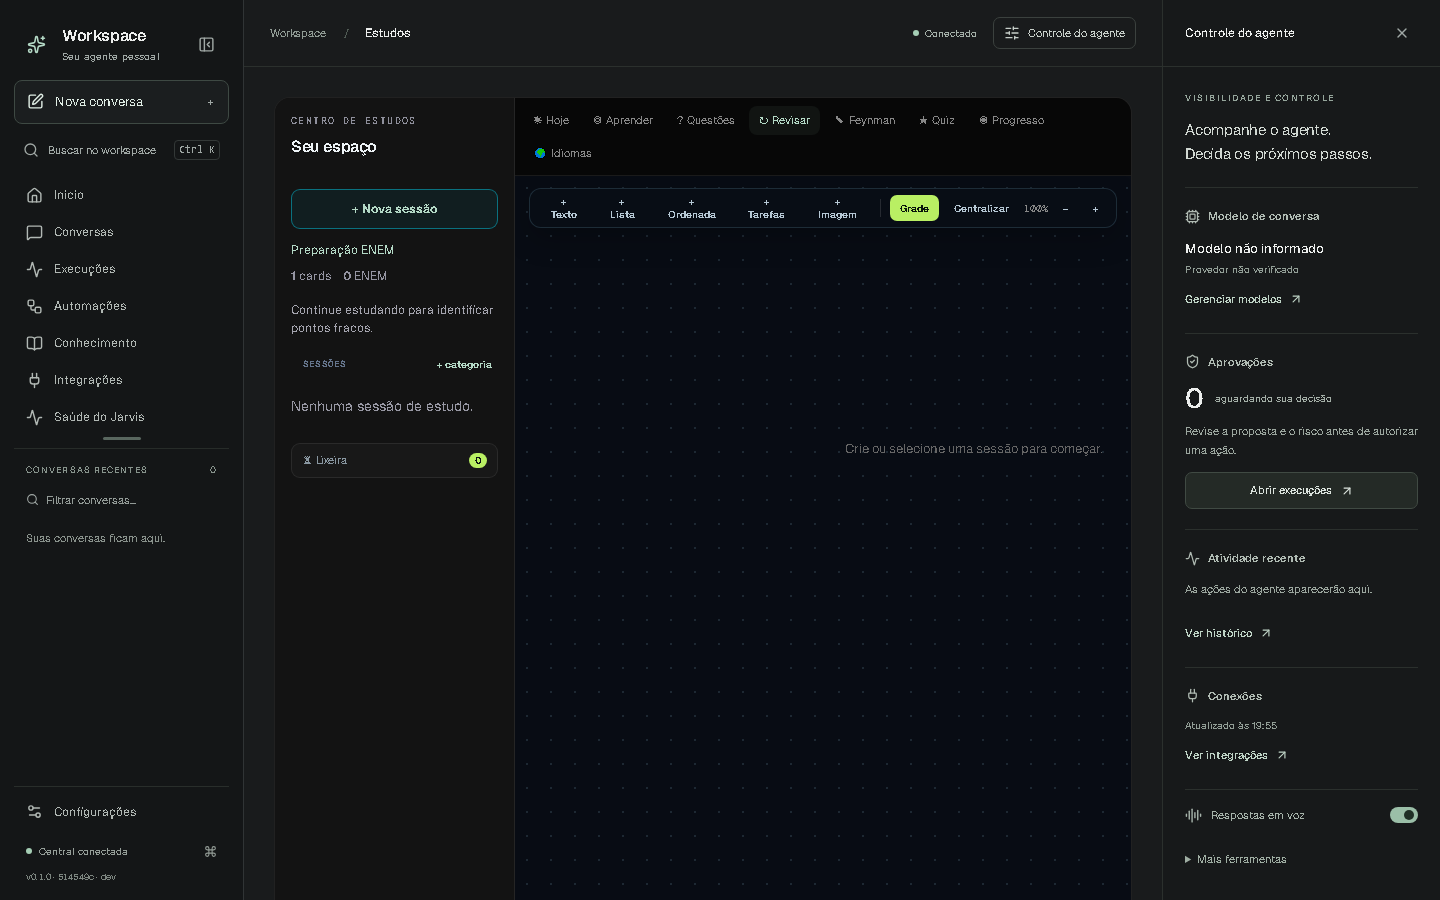 Workspace
Seu agente pessoal
Nova conversa +
Buscar no workspace Ctrl K
Início
Conversas
Execuções
Automações
Conhecimento
Integrações
Saúde do Jarvis
CONVERSAS RECENTES 0
Filtrar conversas…
Suas conversas ficam aqui.
Configurações
Central conectada ⌘
v0.1.0 · 514549c · dev
Workspace / Estudos
Conectado
Controle do agente
CENTRO DE ESTUDOS
Seu espaço
+ Nova sessão
Preparação ENEM
1 cards 0 ENEM
Continue estudando para identificar
pontos fracos.
SESSÕES + categoria
Nenhuma sessão de estudo.
Lixeira 0
Hoje
Aprender
? Questões
↻ Revisar
Feynman
★ Quiz
Progresso
Idiomas
+ Texto
+ Lista
+ Ordenada
+ Tarefas
+ Imagem
Grade
Centralizar
100%
−
+
Crie ou selecione uma sessão para começar.
Controle do agente
VISIBILIDADE E CONTROLE
Acompanhe o agente.
Decida os próximos passos.
Modelo de conversa
Modelo não informado
Provedor não verificado
Gerenciar modelos
Aprovações
0 aguardando sua decisão
Revise a proposta e o risco antes de autorizar
uma ação.
Abrir execuções
Atividade recente
As ações do agente aparecerão aqui.
Ver histórico
Conexões
Atualizado às 19:55
Ver integrações
Respostas em voz
Mais ferramentas